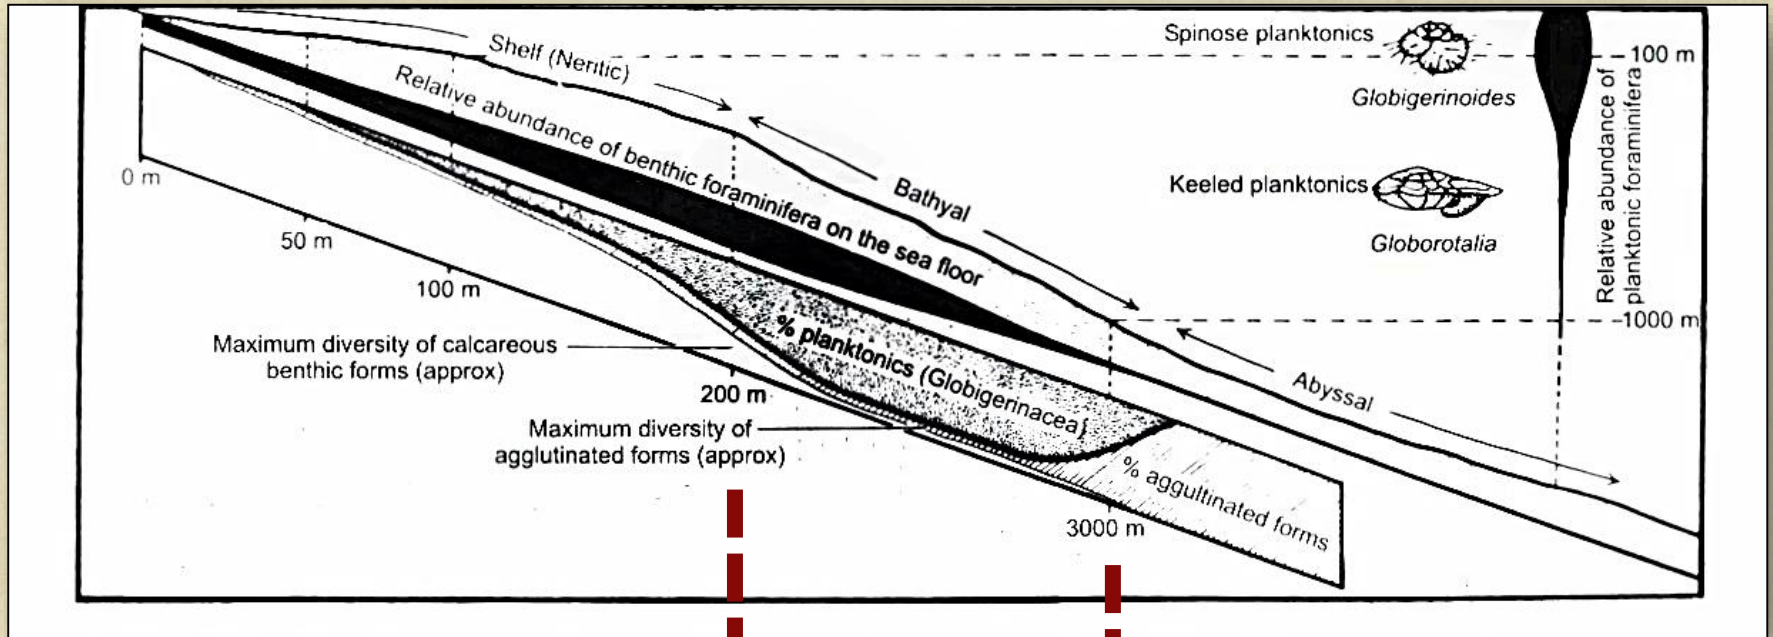 Shelf (Neritic)
Relative abundance of benthic foraminifera on the sea floor
Bathyal
Abyssal
Spinose planktonics
Globigerinoides
Keeled planktonics
Globorotalia
100 m
1000 m
Relative abundance of
planktonic foraminifera
0 m
50 m
100 m
200 m
3000 m
Maximum diversity of calcareous
benthic forms (approx)
Maximum diversity of
agglutinated forms (approx)
% planktonics (Globigerinacea}
% aggultinated forms